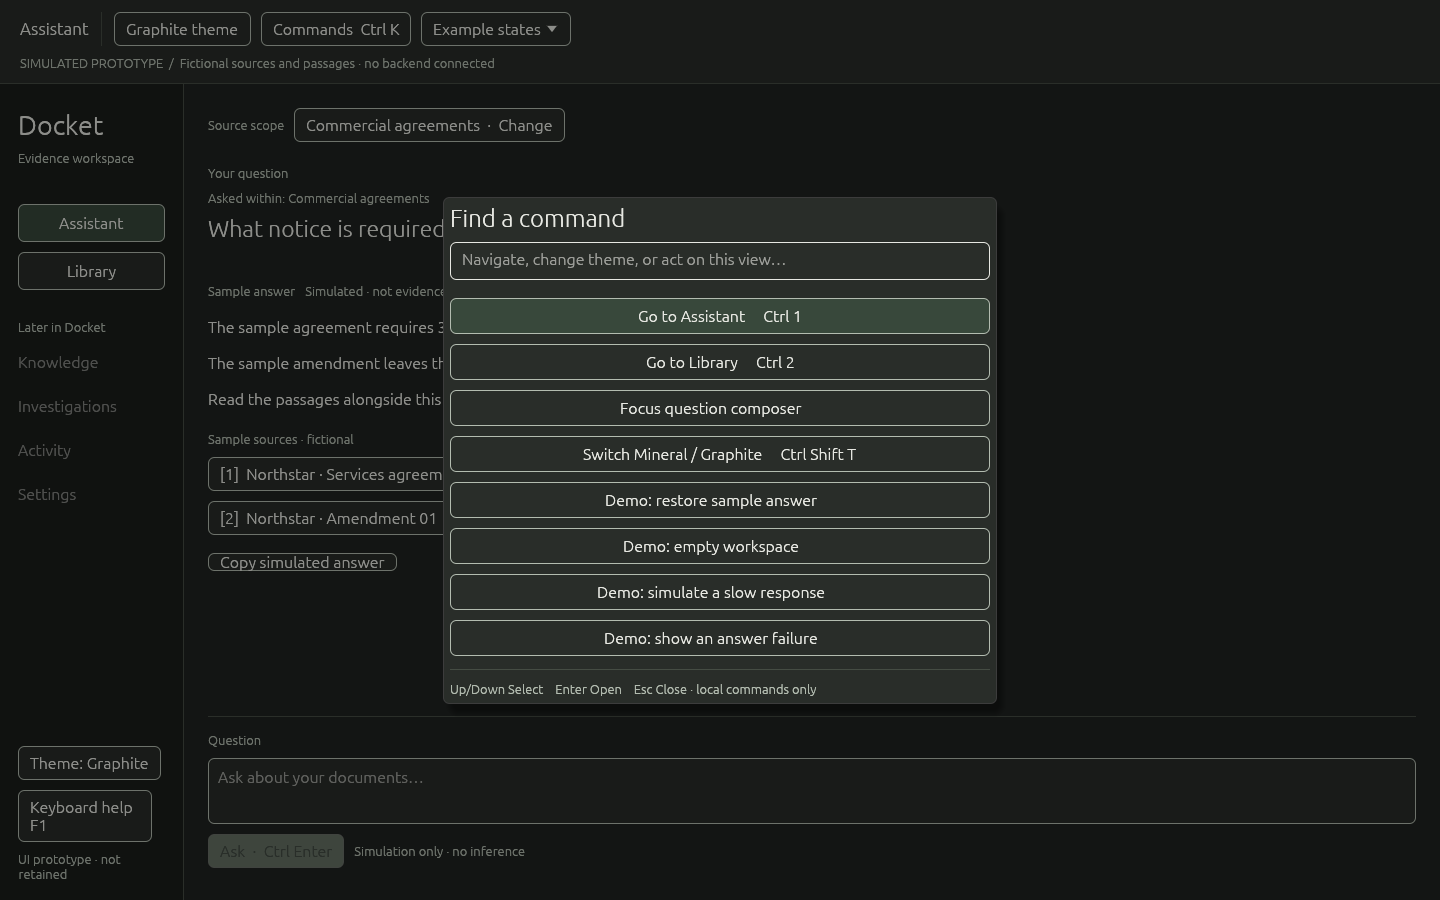 Assistant
Graphite theme
Commands Ctrl K
Example states
SIMULATED PROTOTYPE / Fictional sources and passages · no backend connected
Docket
Evidence workspace
Assistant
Library
Later in Docket
Knowledge
Investigations
Activity
Settings
Theme: Graphite
Keyboard help
F1
UI prototype · not
retained
Source scope
Commercial agreements · Change
Your question
Asked within: Commercial agreements
What notice is required
Sample answer Simulated · not evidence
The sample agreement requires 3
The sample amendment leaves th
Read the passages alongside this
Sample sources · fictional
[1] Northstar · Services agreem
[2] Northstar · Amendment 01
Copy simulated answer
Find a command
Navigate, change theme, or act on this view…
Go to Assistant Ctrl 1
Go to Library Ctrl 2
Focus question composer
Switch Mineral / Graphite Ctrl Shift T
Demo: restore sample answer
Demo: empty workspace
Demo: simulate a slow response
Demo: show an answer failure
Up/Down Select Enter Open Esc Close · local commands only
Question
Ask about your documents…
Ask · Ctrl Enter
Simulation only · no inference